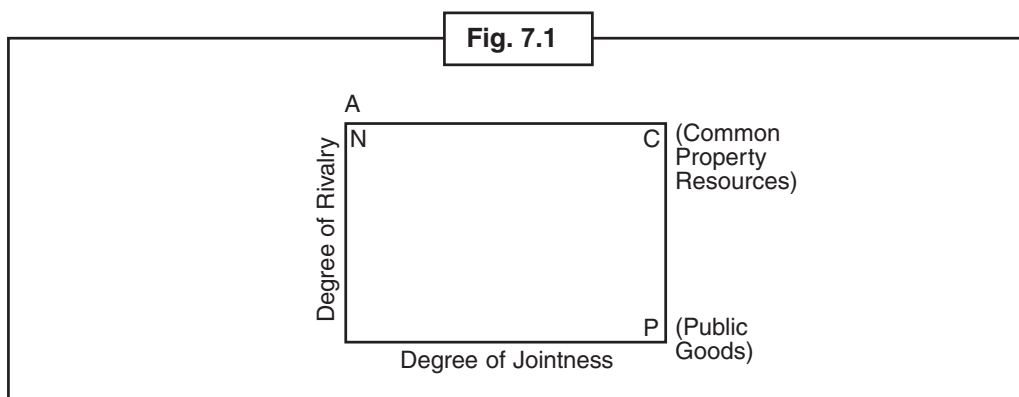 Fig. 7.1
A
N
C
(Common
Property
Resources)
Degree of Rivalry
P
(Public
Goods)
Degree of Jointness